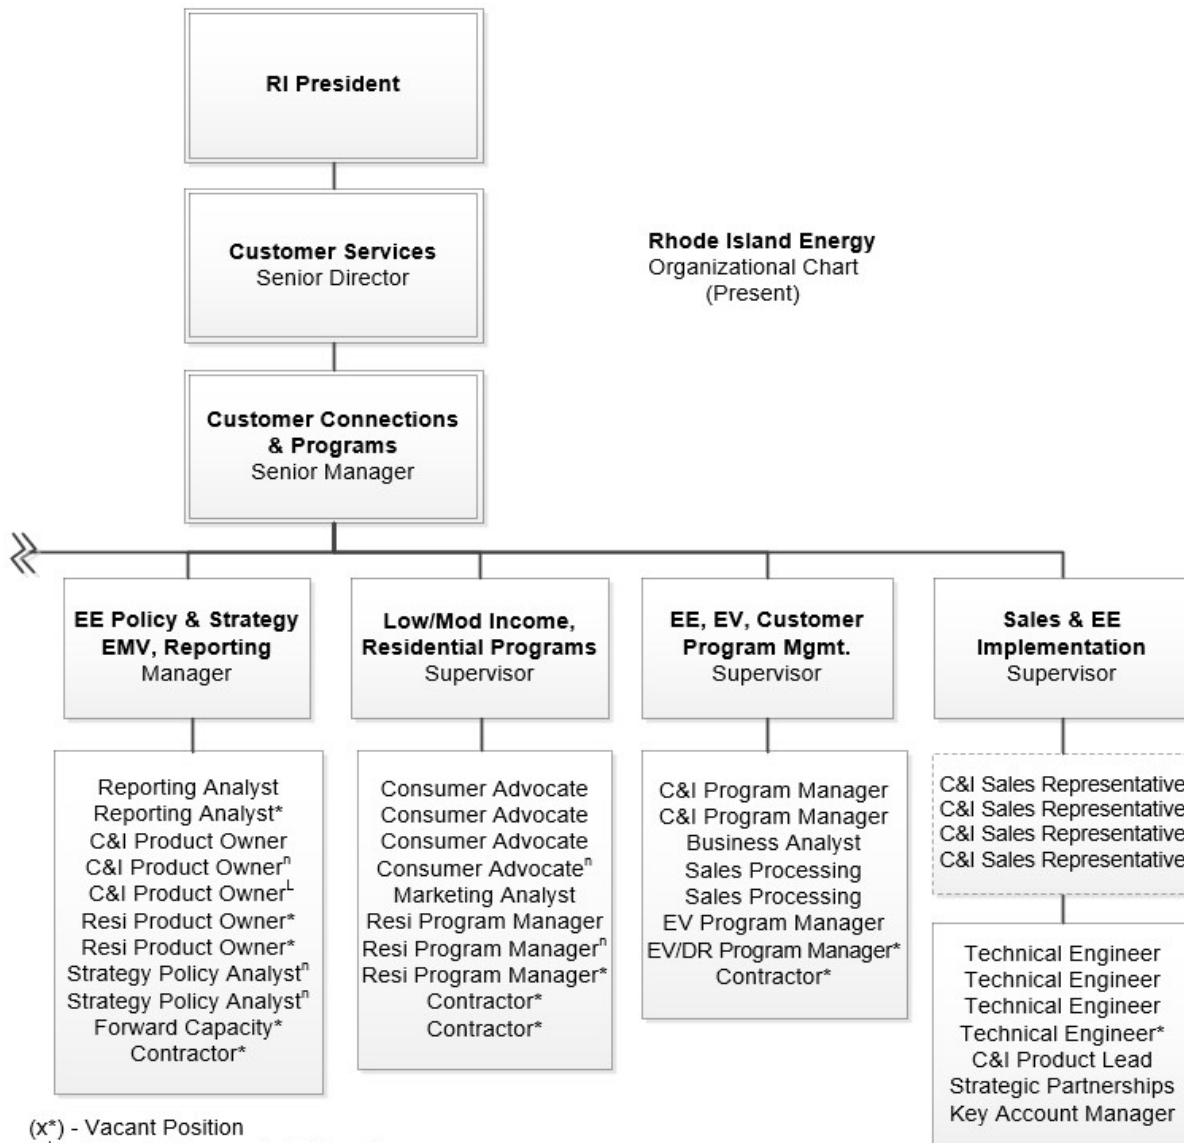 RI President
Customer Services
Senior Director
Rhode Island Energy
Organizational Chart
(Present)
Customer Connections
& Programs
Senior Manager
EE Policy & Strategy
EMV, Reporting
Manager
Low/Mod Income,
Residential Programs
Supervisor
EE, EV, Customer
Program Mgmt.
Supervisor
Sales & EE
Implementation
Supervisor
Reporting Analyst
Reporting Analyst*
C&I Product Owner
C&I Product Ownerⁿ
C&I Product Ownerᴸ
Resi Product Owner*
Resi Product Owner*
Strategy Policy Analystⁿ
Strategy Policy Analystⁿ
Forward Capacity*
Contractor*
Consumer Advocate
Consumer Advocate
Consumer Advocate
Consumer Advocateⁿ
Marketing Analyst
Resi Program Manager
Resi Program Managerⁿ
Resi Program Manager*
Contractor*
Contractor*
C&I Program Manager
C&I Program Manager
Business Analyst
Sales Processing
Sales Processing
EV Program Manager
EV/DR Program Manager*
Contractor*
C&I Sales Representative
C&I Sales Representative
C&I Sales Representative
C&I Sales Representative
Technical Engineer
Technical Engineer
Technical Engineer
Technical Engineer*
C&I Product Lead
Strategic Partnerships
Key Account Manager
(x*) - Vacant Position